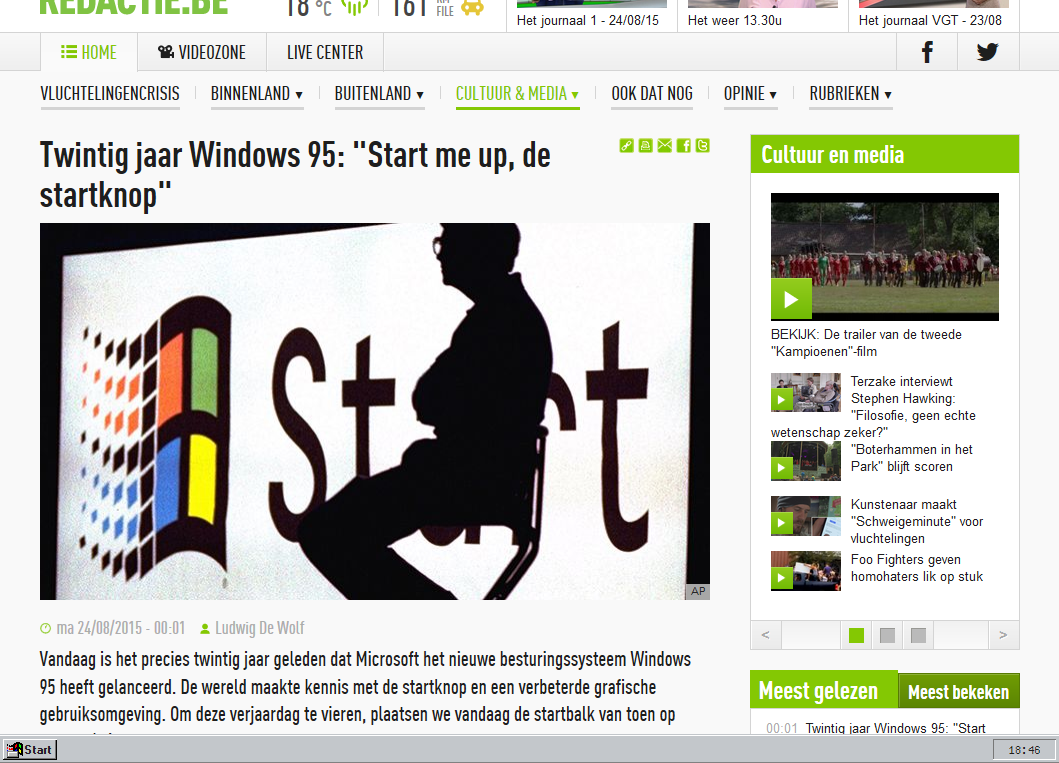 REDACTIE.BE
18 °C
161 KM FILE
Het journaal 1 - 24/08/15
Het weer 13.30u
Het journaal VGT - 23/08
HOME
VIDEOZONE
LIVE CENTER
VLUCHTELINGENCRISIS
BINNENLAND ▼
BUITENLAND ▼
CULTUUR & MEDIA ▼
OOK DAT NOG
OPINIE ▼
RUBRIEKEN ▼
Twintig jaar Windows 95: "Start me up, de
startknop"
Start
AP
ma 24/08/2015 - 00:01 Ludwig De Wolf
Vandaag is het precies twintig jaar geleden dat Microsoft het nieuwe besturingssysteem Windows
95 heeft gelanceerd. De wereld maakte kennis met de startknop en een verbeterde grafische
gebruiksomgeving. Om deze verjaardag te vieren, plaatsen we vandaag de startbalk van toen op
Cultuur en media
BEKIJK: De trailer van de tweede
"Kampioenen"-film
Terzake interviewt
Stephen Hawking:
"Filosofie, geen echte
wetenschap zeker?"
"Boterhammen in het
Park" blijft scoren
Kunstenaar maakt
"Schweigeminute" voor
vluchtelingen
Foo Fighters geven
homohaters lik op stuk
< >
Meest gelezen
Meest bekeken
00:01 Twintig jaar Windows 95: "Start
Start
18:46